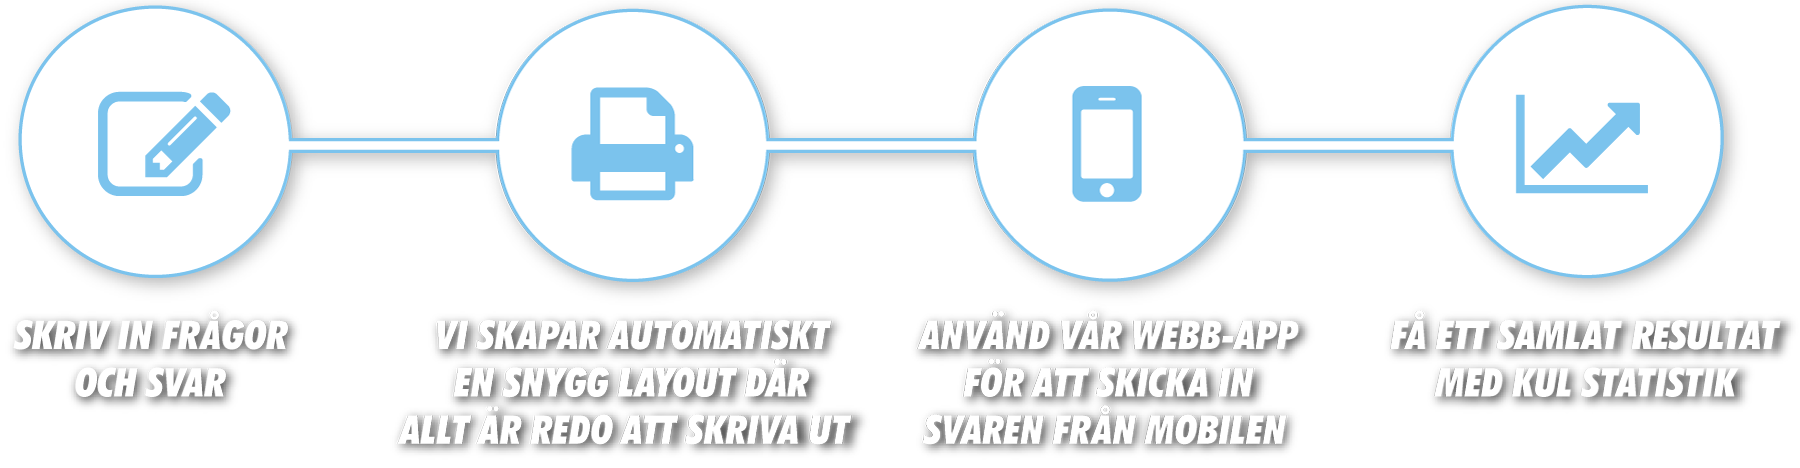 SKRIV IN FRÅGOR
OCH SVAR
VI SKAPAR AUTOMATISKT
EN SNYGG LAYOUT DÄR
ALLT ÄR REDO ATT SKRIVA UT
ANVÄND VÅR WEBB-APP
FÖR ATT SKICKA IN
SVAREN FRÅN MOBILEN
FÅ ETT SAMLAT RESULTAT
MED KUL STATISTIK